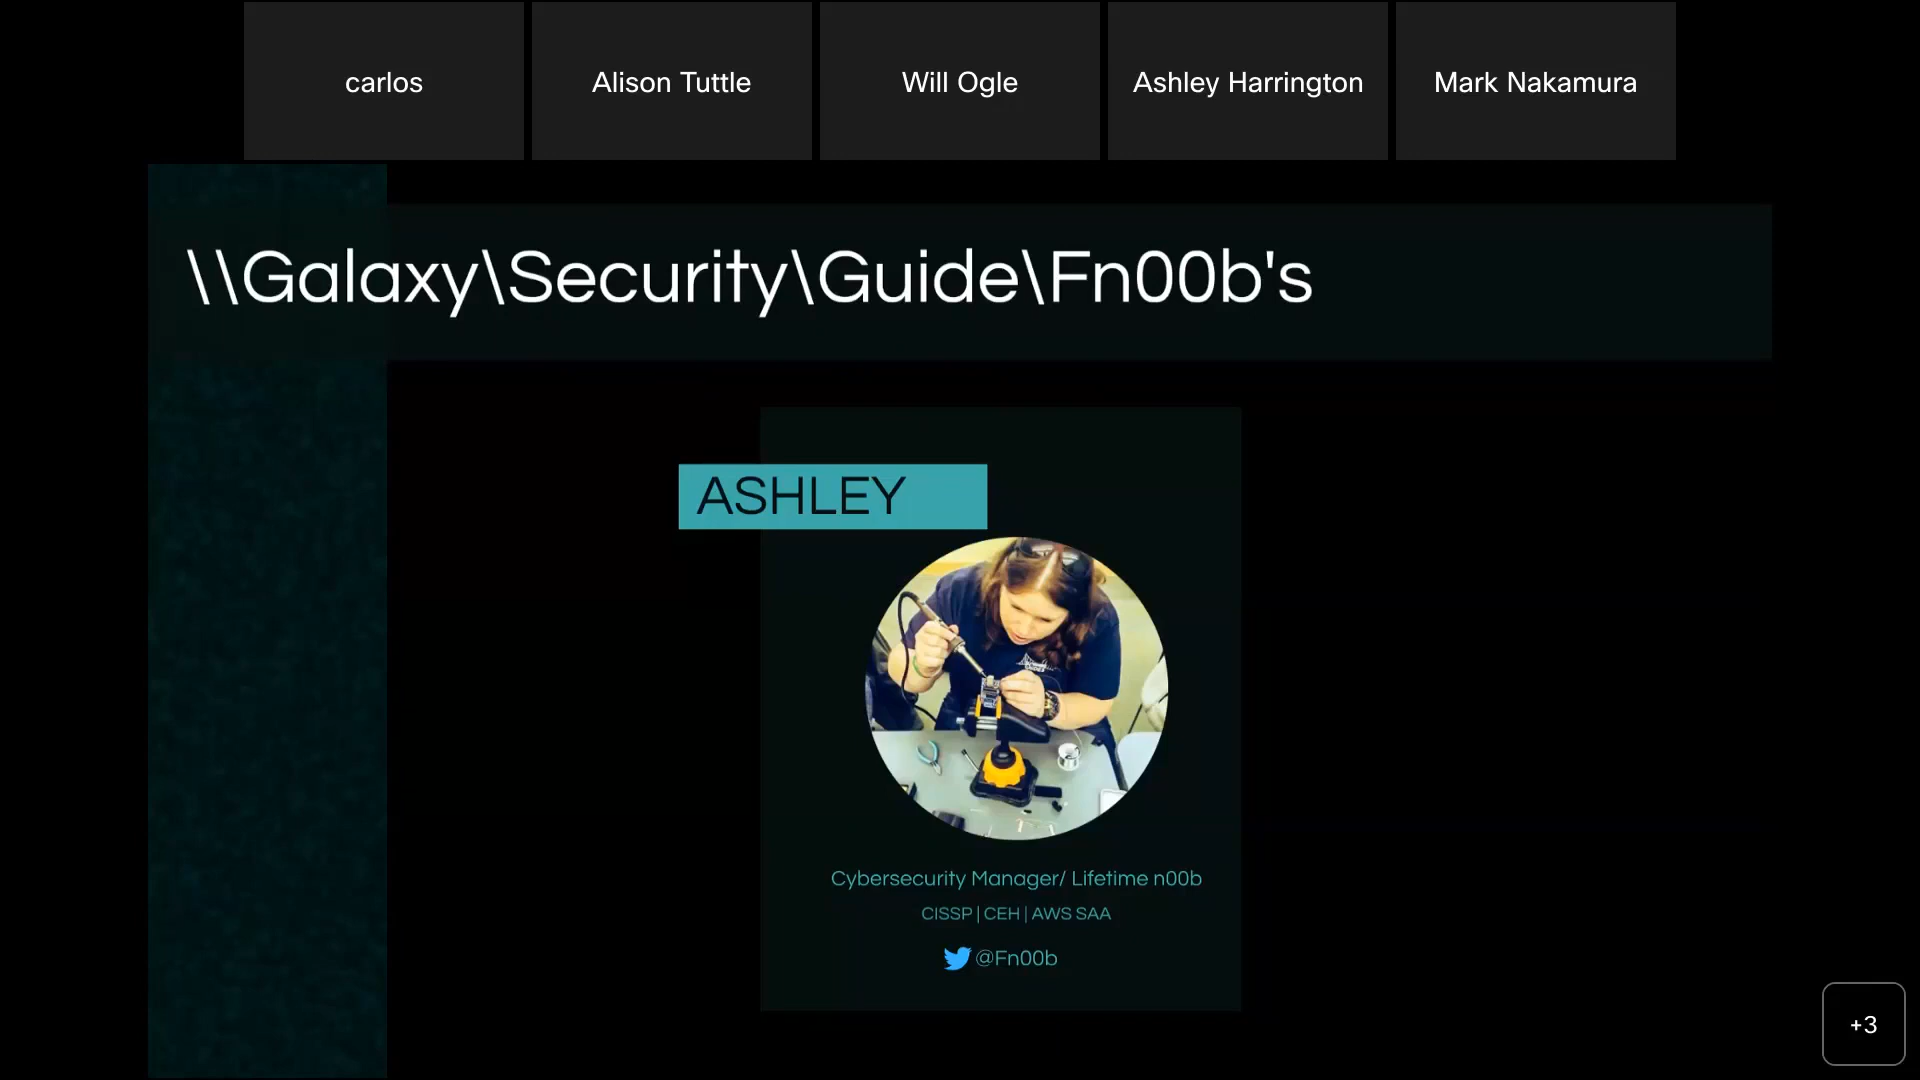 carlos
Alison Tuttle
Will Ogle
Ashley Harrington
Mark Nakamura
\\Galaxy\Security\Guide\Fn00b's
ASHLEY
Cybersecurity Manager/ Lifetime n00b
CISSP | CEH | AWS SAA
@Fn00b
+3